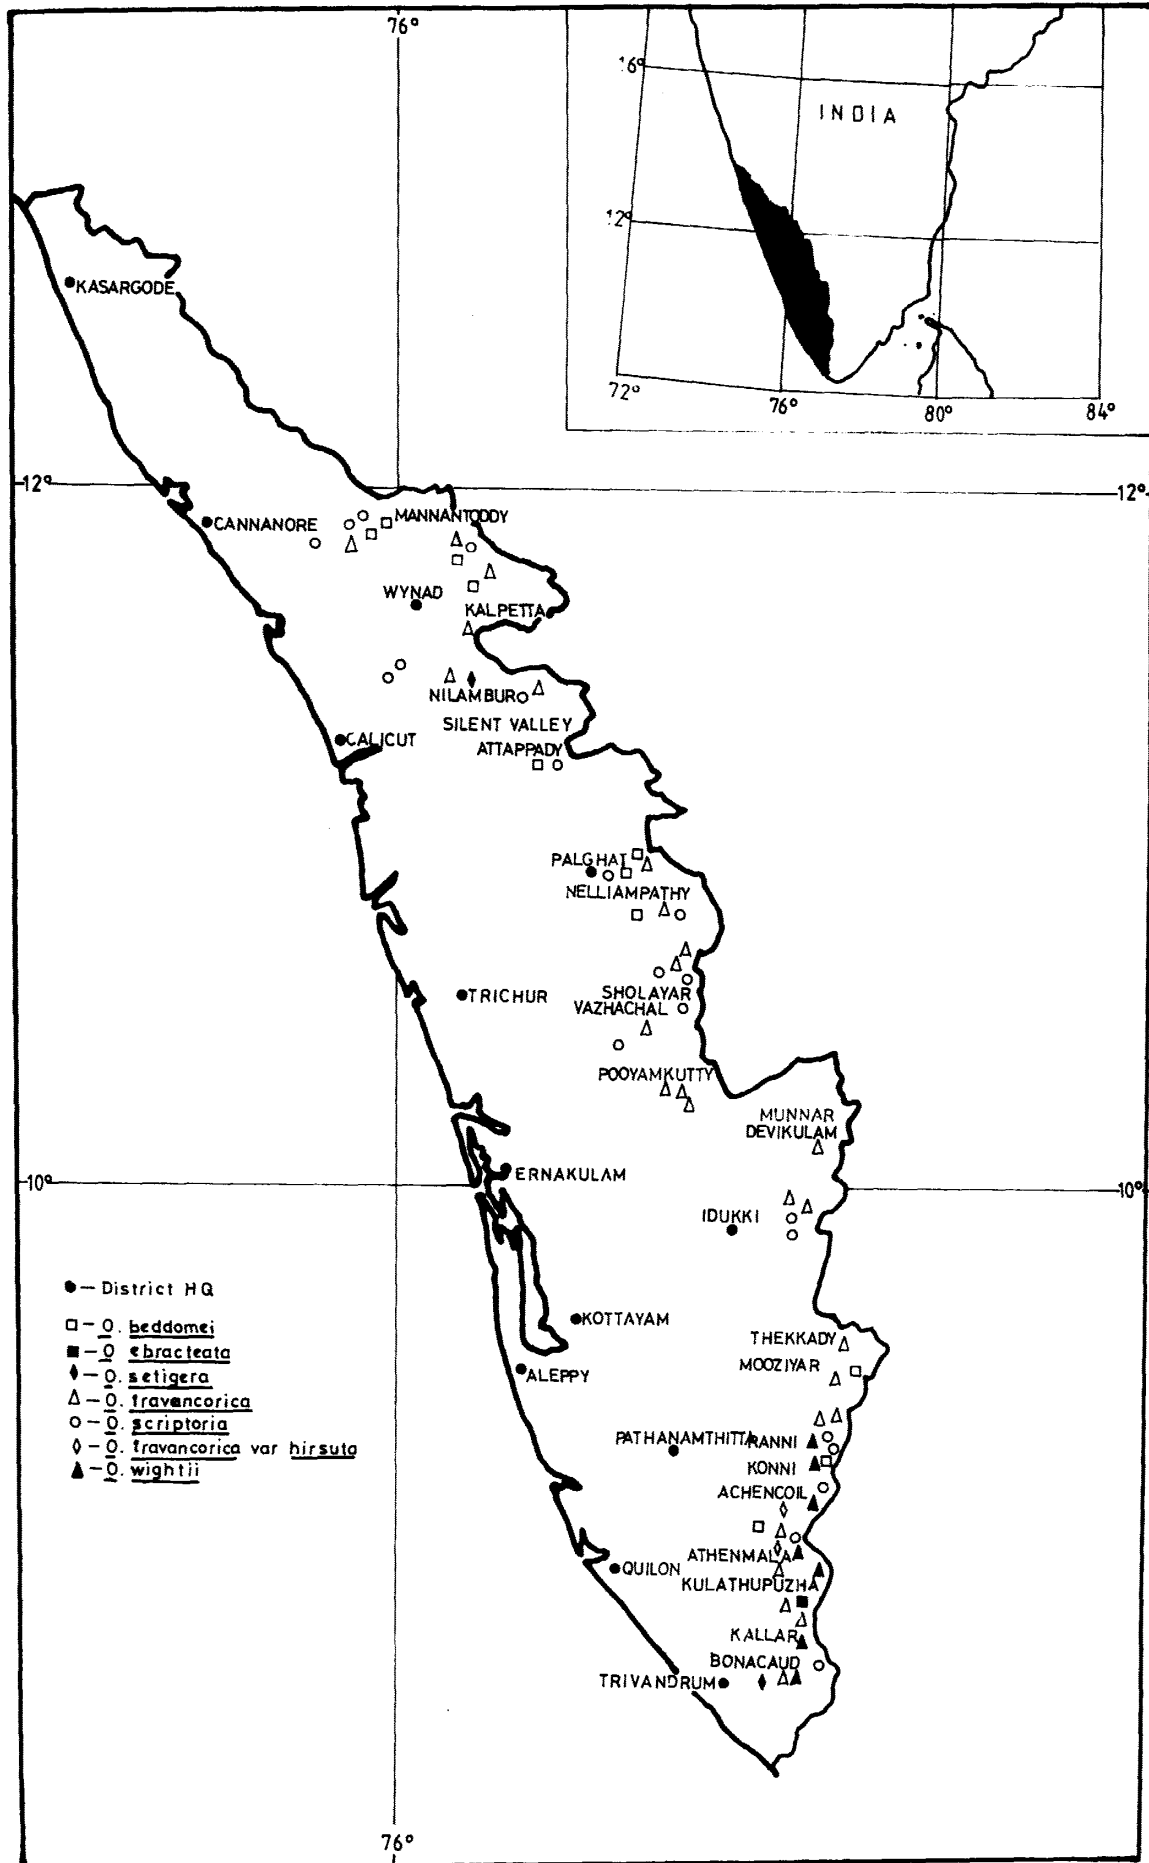 76°
16°
INDIA
12°
72°
76°
80°
84°
KASARGODE
12°
12°
CANNANORE
MANNANTODDY
WYNAD
KALPETTA
NILAMBUR
SILENT VALLEY
CALICUT
ATTAPPADY
PALGHAT
NELLIAMPATHY
TRICHUR
SHOLAYAR
VAZHACHAL
POOYAMKUTTY
MUNNAR
DEVIKULAM
10°
ERNAKULAM
10°
IDUKKI
● — District HQ
KOTTAYAM
□ - O. beddomei
THEKKADY
■ - O ebracteata
MOOZIYAR
♦ - O. setigera
ALEPPY
△ - O. travancorica
○ - O. scriptoria
PATHANAMTHITTA
RANNI
◊ - O. travancorica var hirsuta
▲ - O. wightii
KONNI
ACHENCOIL
ATHENMALA
QUILON
KULATHUPUZHA
KALLAR
BONACAUD
TRIVANDRUM
76°